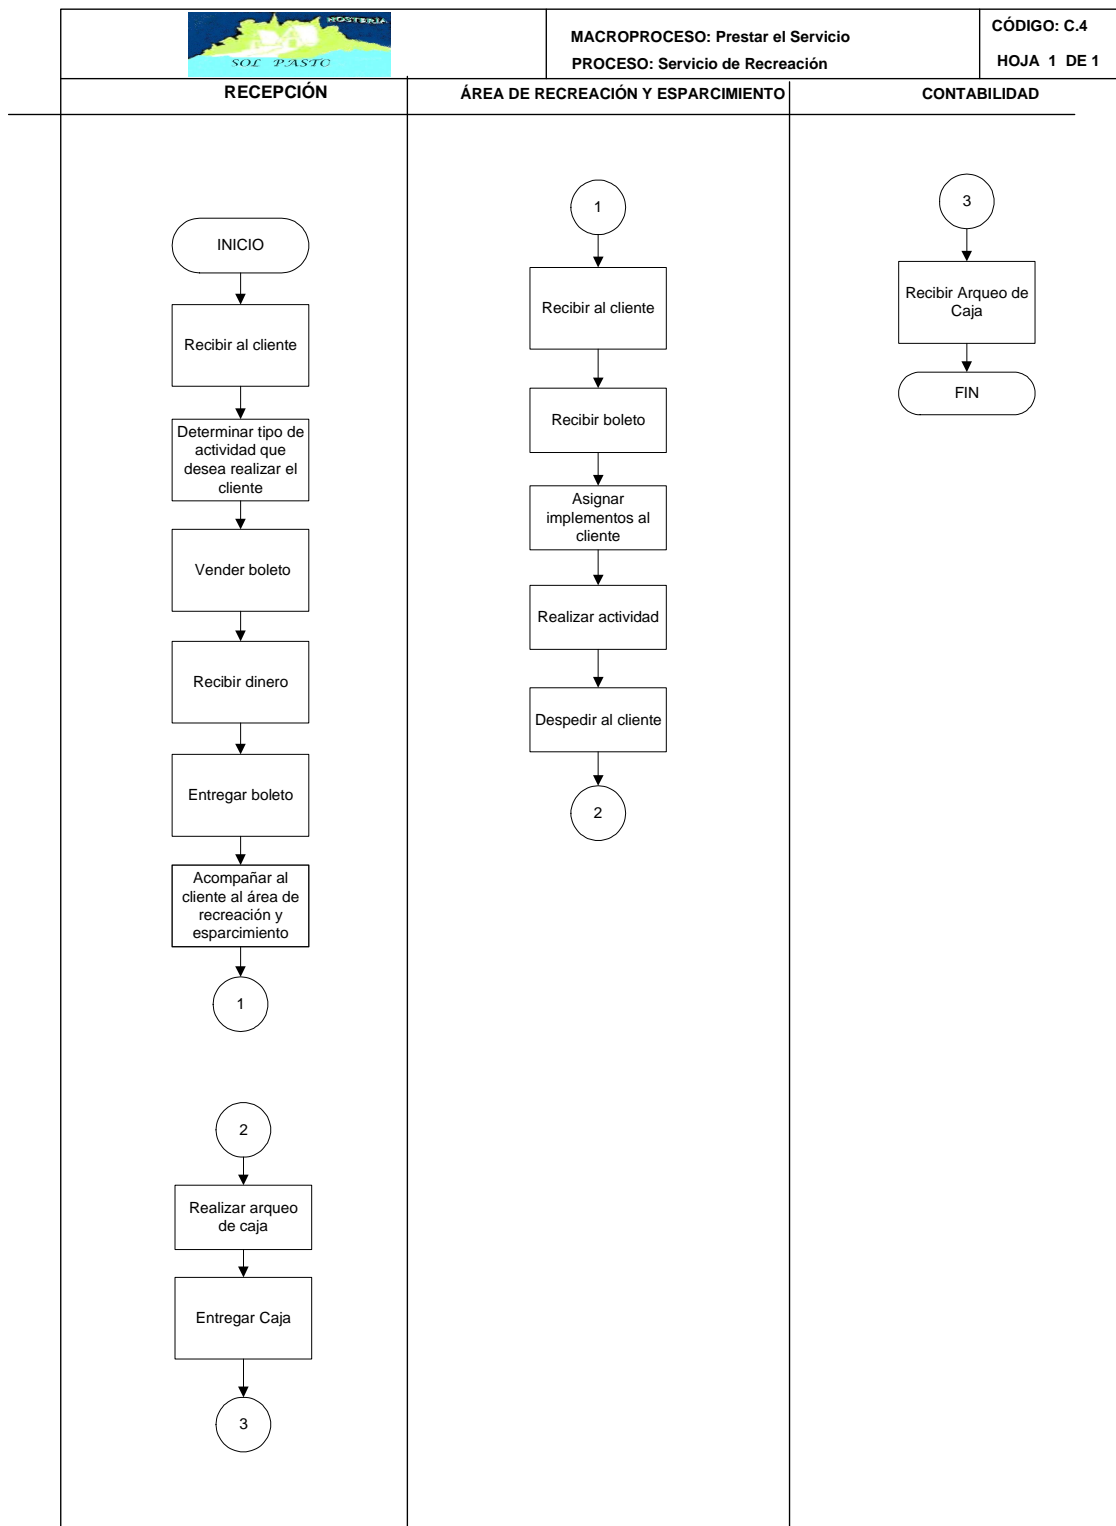 HOSTERÍA
SOL PASTO
MACROPROCESO: Prestar el Servicio
PROCESO: Servicio de Recreación
CÓDIGO: C.4
HOJA 1 DE 1
RECEPCIÓN
ÁREA DE RECREACIÓN Y ESPARCIMIENTO
CONTABILIDAD
INICIO
Recibir al cliente
Determinar tipo de
actividad que
desea realizar el
cliente
Vender boleto
Recibir dinero
Entregar boleto
Acompañar al
cliente al área de
recreación y
esparcimiento
1
2
Realizar arqueo
de caja
Entregar Caja
3
1
Recibir al cliente
Recibir boleto
Asignar
implementos al
cliente
Realizar actividad
Despedir al cliente
2
3
Recibir Arqueo de
Caja
FIN